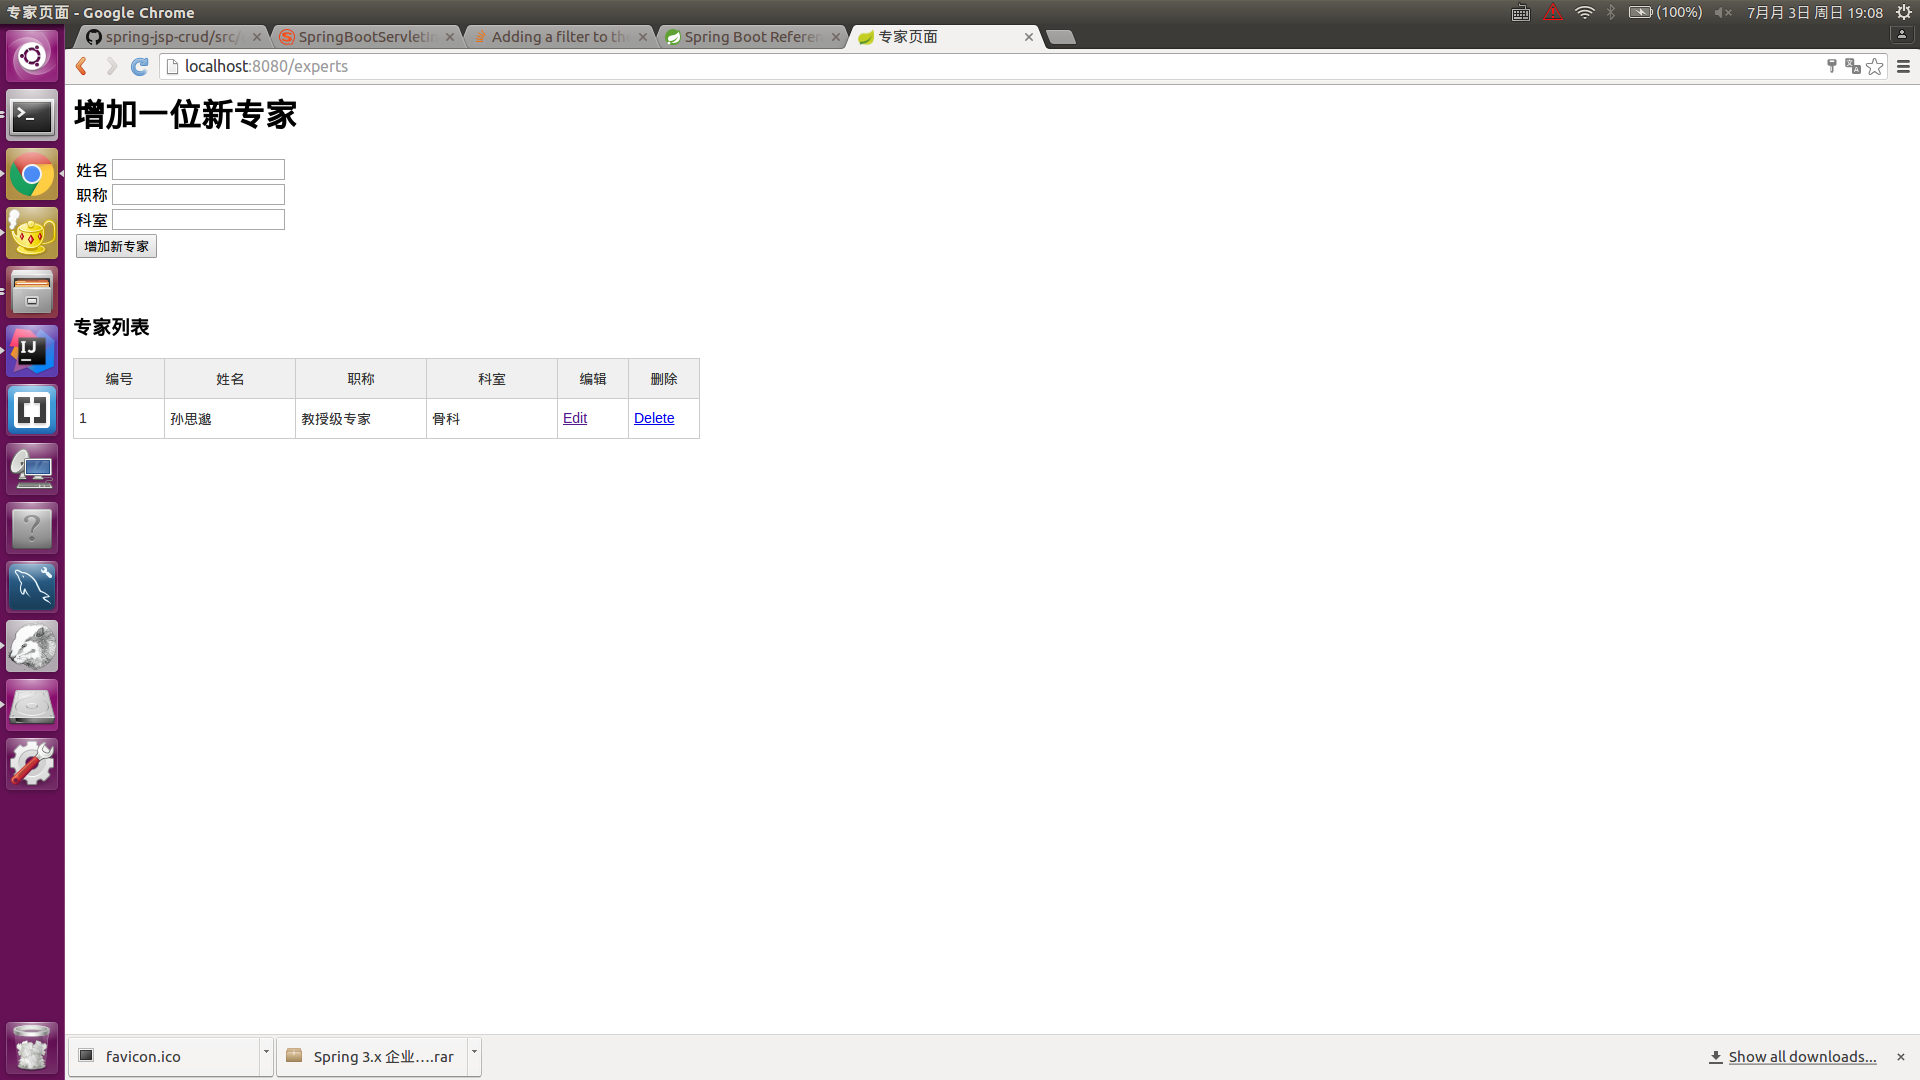 专家页面 - Google Chrome
(100%)
7月月 3日 周日 19:08
spring-jsp-crud/src/
SpringBootServletIn
Adding a filter to the
Spring Boot Referen
专家页面
localhost:8080/experts
增加一位新专家
姓名
职称
科室
增加新专家
专家列表
编号 姓名 职称 科室 编辑 删除
1 孙思邈 教授级专家 骨科 Edit Delete
favicon.ico
Spring 3.x 企业....rar
Show all downloads...